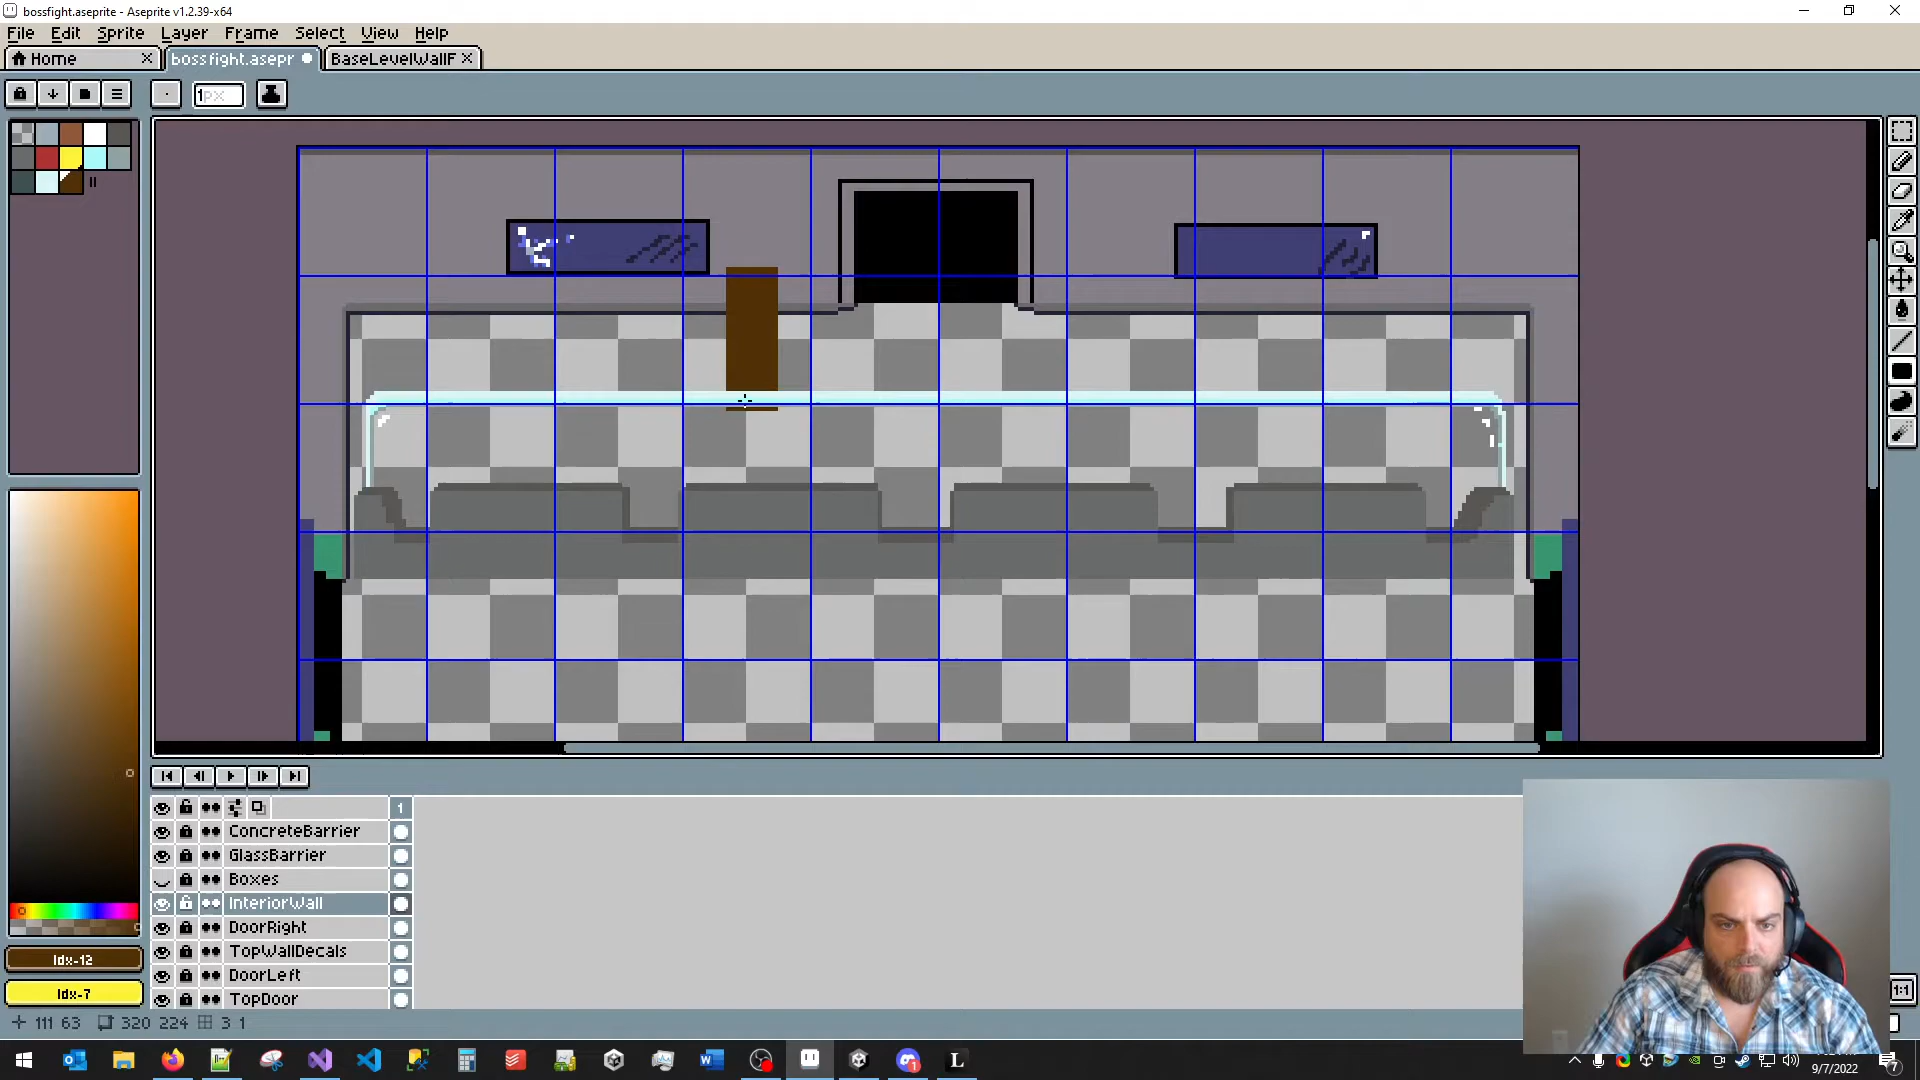 bossfight.aseprite - Aseprite v1.2.39-x64
File Edit Sprite Layer Frame Select View Help
Home bossfight.asepr BaseLevelWallF
1px
1
ConcreteBarrier
GlassBarrier
Boxes
InteriorWall
DoorRight
TopWallDecals
DoorLeft
TopDoor
Idx-12
Idx-7
1:1
111 63 320 224 3 1
9/7/2022